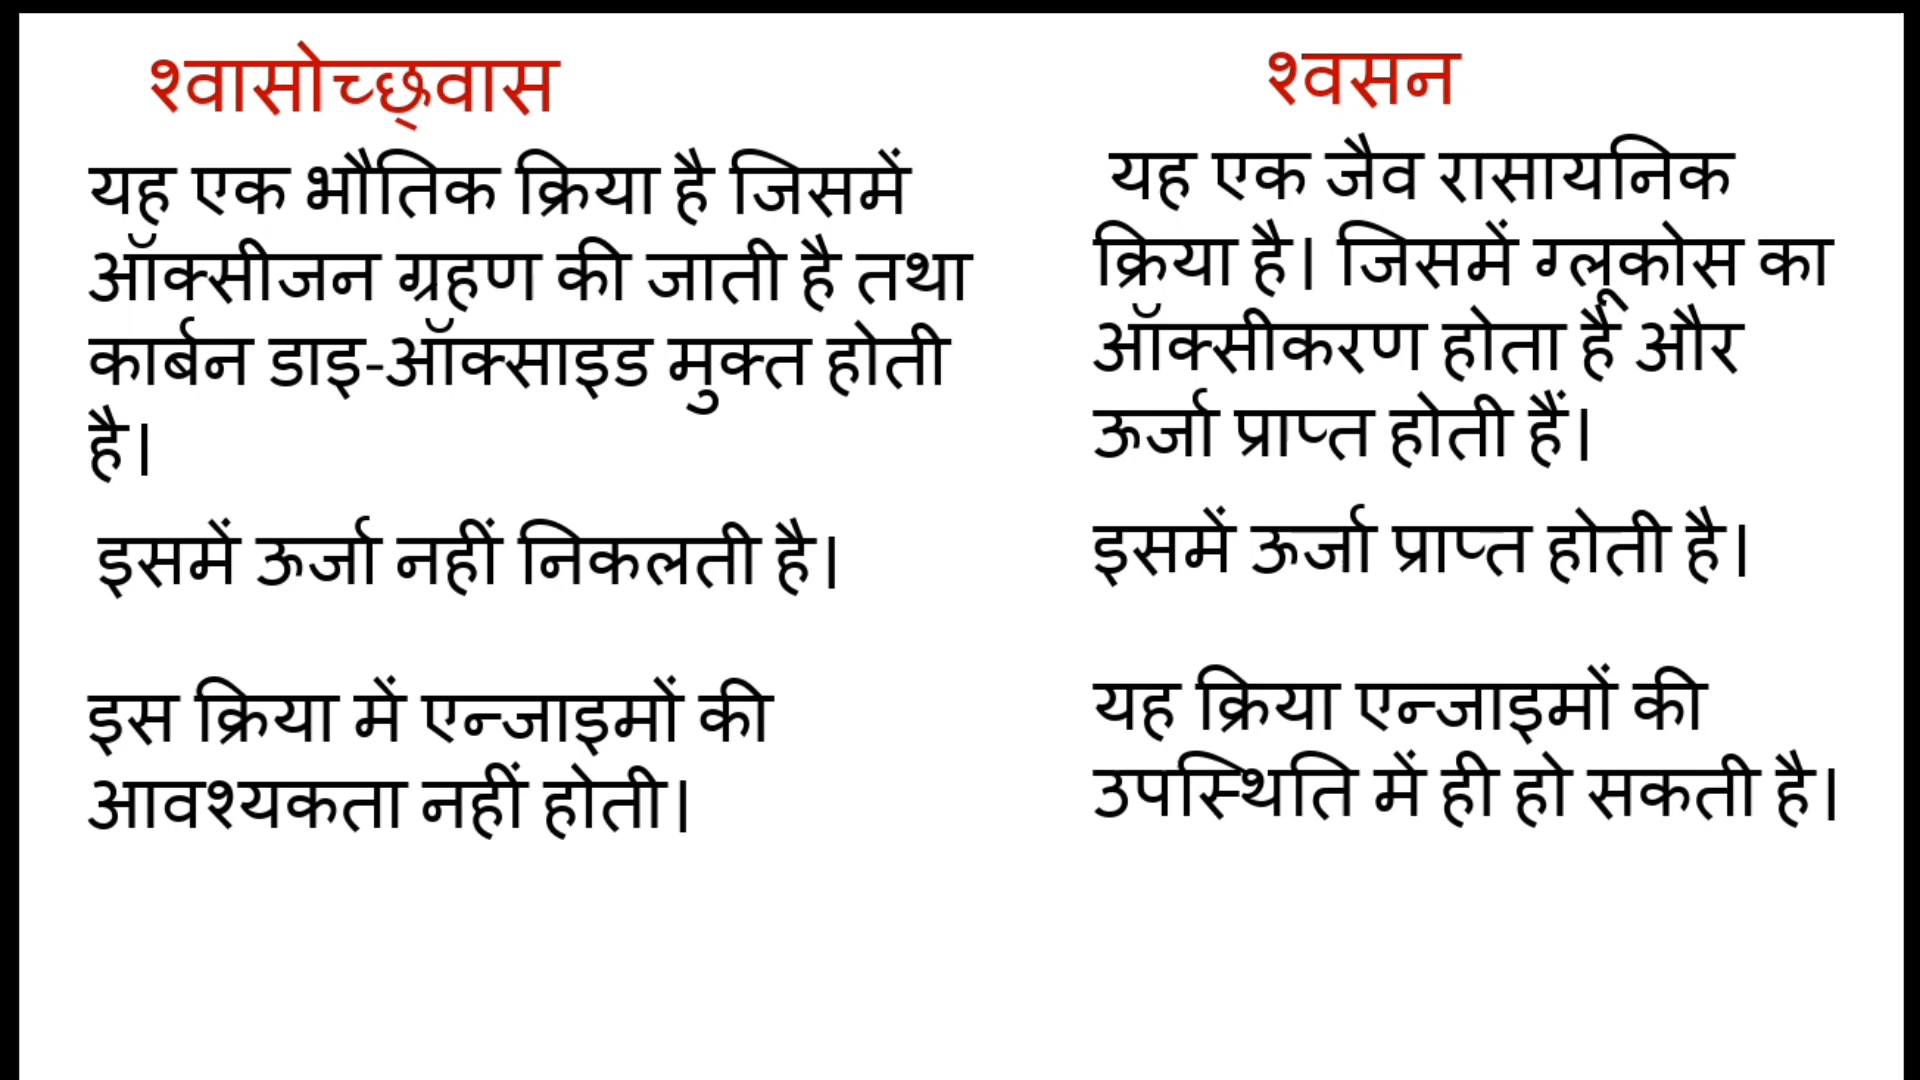 श्वासोच्छ्वास
यह एक भौतिक क्रिया है जिसमें
ऑक्सीजन ग्रहण की जाती है तथा
कार्बन डाइ-ऑक्साइड मुक्त होती
है।
इसमें ऊर्जा नहीं निकलती है।
इस क्रिया में एन्जाइमों की
आवश्यकता नहीं होती।
श्वसन
यह एक जैव रासायनिक
क्रिया है। जिसमें ग्लूकोस का
ऑक्सीकरण होता है और
ऊर्जा प्राप्त होती हैं।
इसमें ऊर्जा प्राप्त होती है।
यह क्रिया एन्जाइमों की
उपस्थिति में ही हो सकती है।